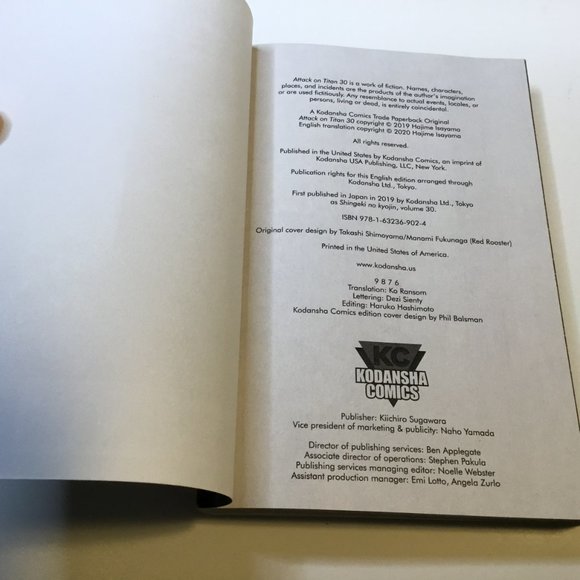 Attack on Titan 30 is a work of fiction. Names, characters,
places, and incidents are the products of the author's imagination
or are used fictitiously. Any resemblance to actual events, locales, or
persons, living or dead, is entirely coincidental.
A Kodansha Comics Trade Paperback Original
Attack on Titan 30 copyright © 2019 Hajime Isayama
English translation copyright © 2020 Hajime Isayama
All rights reserved.
Published in the United States by Kodansha Comics, an imprint of
Kodansha USA Publishing, LLC, New York.
Publication rights for this English edition arranged through
Kodansha Ltd., Tokyo.
First published in Japan in 2019 by Kodansha Ltd., Tokyo
as Shingeki no kyojin, volume 30.
ISBN 978-1-63236-902-4
Original cover design by Takashi Shimoyama/Manami Fukunaga (Red Rooster)
Printed in the United States of America.
www.kodansha.us
9 8 7 6
Translation: Ko Ransom
Lettering: Dezi Sienty
Editing: Haruko Hashimoto
Kodansha Comics edition cover design by Phil Balsman
KC
KODANSHA
COMICS
Publisher: Kiichiro Sugawara
Vice president of marketing & publicity: Naho Yamada
Director of publishing services: Ben Applegate
Associate director of operations: Stephen Pakula
Publishing services managing editor: Noelle Webster
Assistant production manager: Emi Lotto, Angela Zurlo